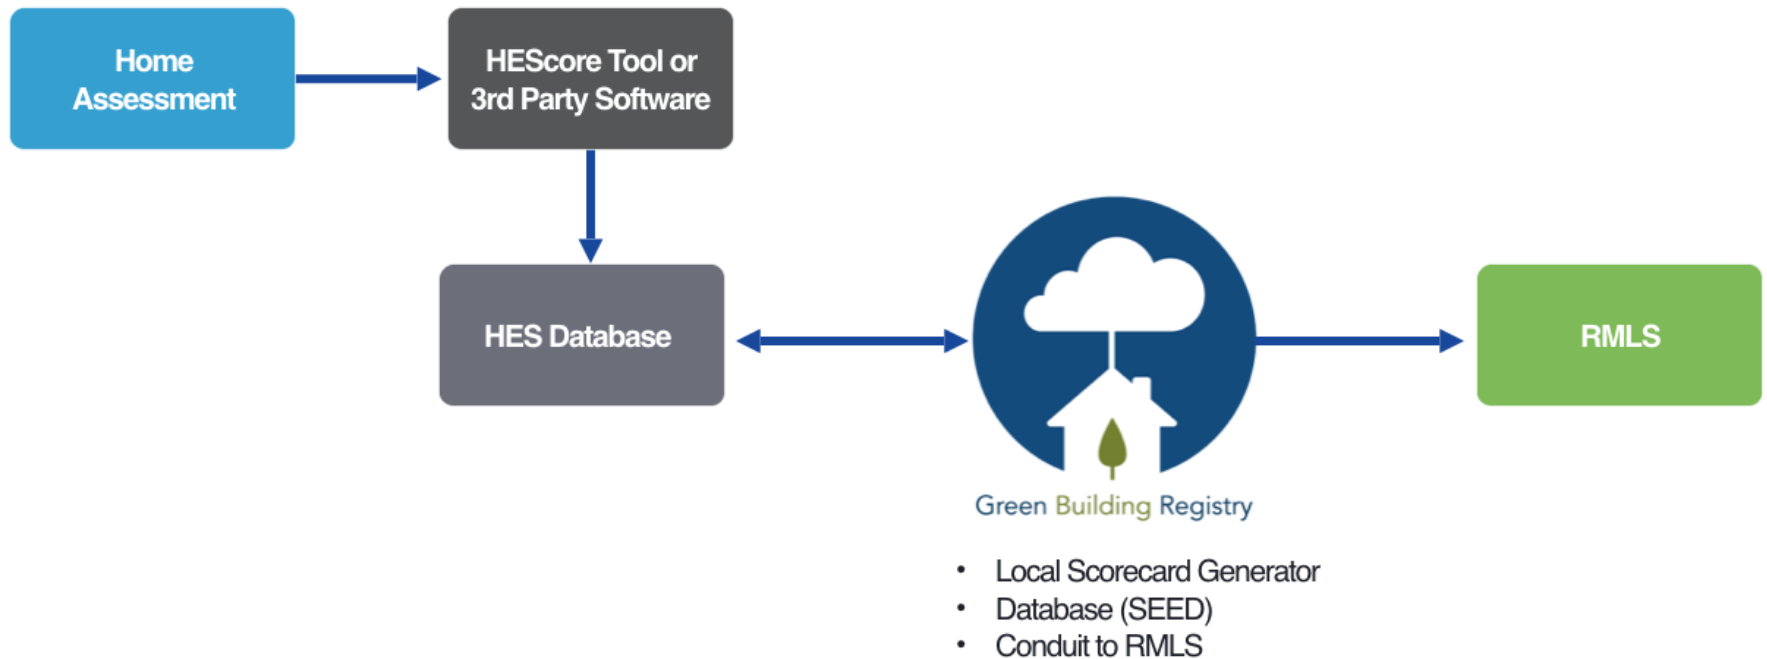 Home
Assessment
HEScore Tool or
3rd Party Software
HES Database
RMLS
Green Building Registry
• Local Scorecard Generator
• Database (SEED)
• Conduit to RMLS